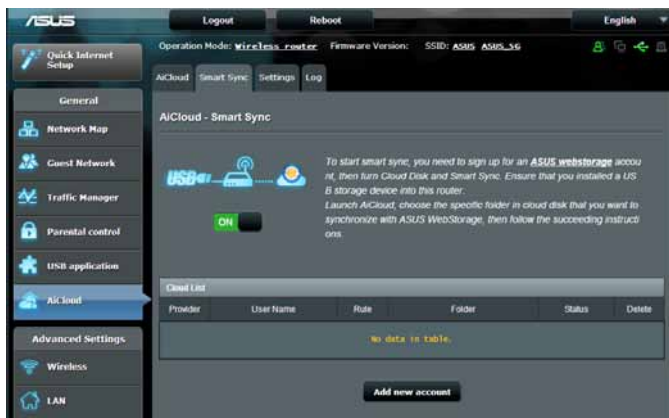 ASUS
Logout
Reboot
English
Quick Internet
Setup
Operation Mode: Wireless router Firmware Version: SSID: ASUS ASUS_5G
AiCloud Smart Sync Settings Log
General
Network Map
Guest Network
Traffic Manager
Parental control
USB application
AiCloud
Advanced Settings
Wireless
LAN
AiCloud - Smart Sync
USB
ON
To start smart sync, you need to sign up for an ASUS webstorage accou
nt, then turn Cloud Disk and Smart Sync. Ensure that you installed a US
B storage device into this router.
Launch AiCloud, choose the specific folder in cloud disk that you want to
synchronize with ASUS WebStorage, then follow the succeeding instructi
ons.
Cloud List
Provider User Name Rule Folder Status Delete
No data in table.
Add new account